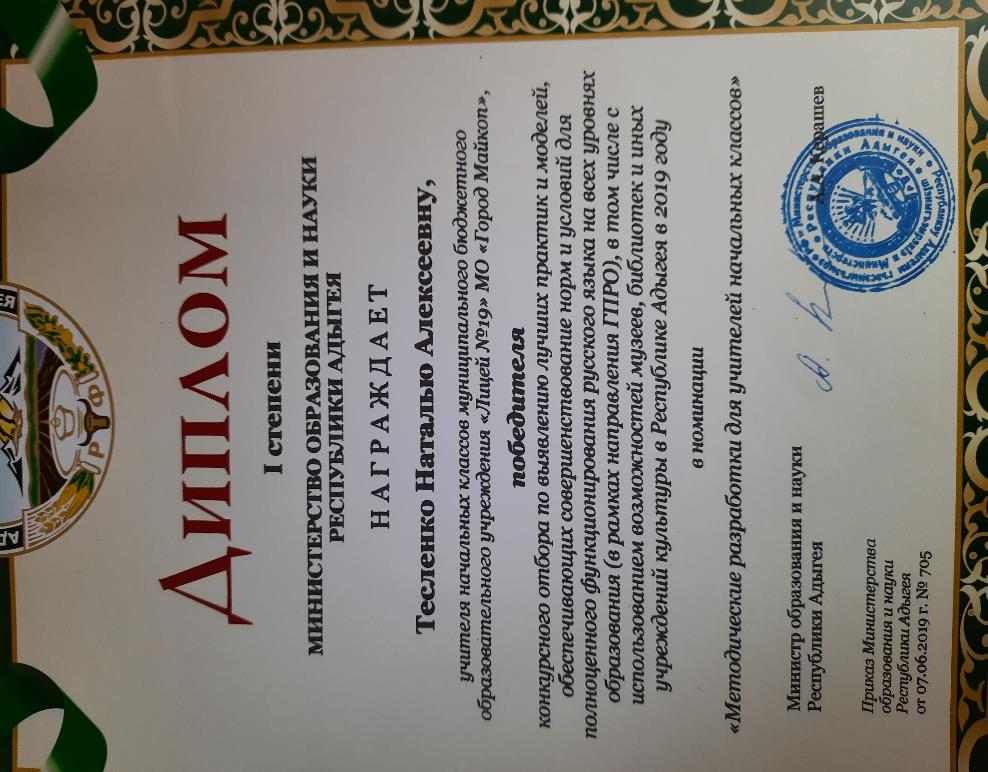 ДИПЛОМ
I степени
МИНИСТЕРСТВО ОБРАЗОВАНИЯ И НАУКИ
РЕСПУБЛИКИ АДЫГЕЯ
НАГРАЖДАЕТ
Тесленко Наталью Алексеевну,
учителя начальных классов муниципального бюджетного
образовательного учреждения «Лицей №19» МО «Город Майкоп»,
победителя
конкурсного отбора по выявлению лучших практик и моделей,
обеспечивающих совершенствование норм и условий для
полноценного функционирования русского языка на всех уровнях
образования (в рамках направления ГПРО), в том числе с
использованием возможностей музеев, библиотек и иных
учреждений культуры в Республике Адыгея в 2019 году
в номинации
«Методические разработки для учителей начальных классов»
Министр образования и науки
Республики Адыгея
Керашев
Приказ Министерства
образования и науки
Республики Адыгея
от 07.06.2019 г. № 705